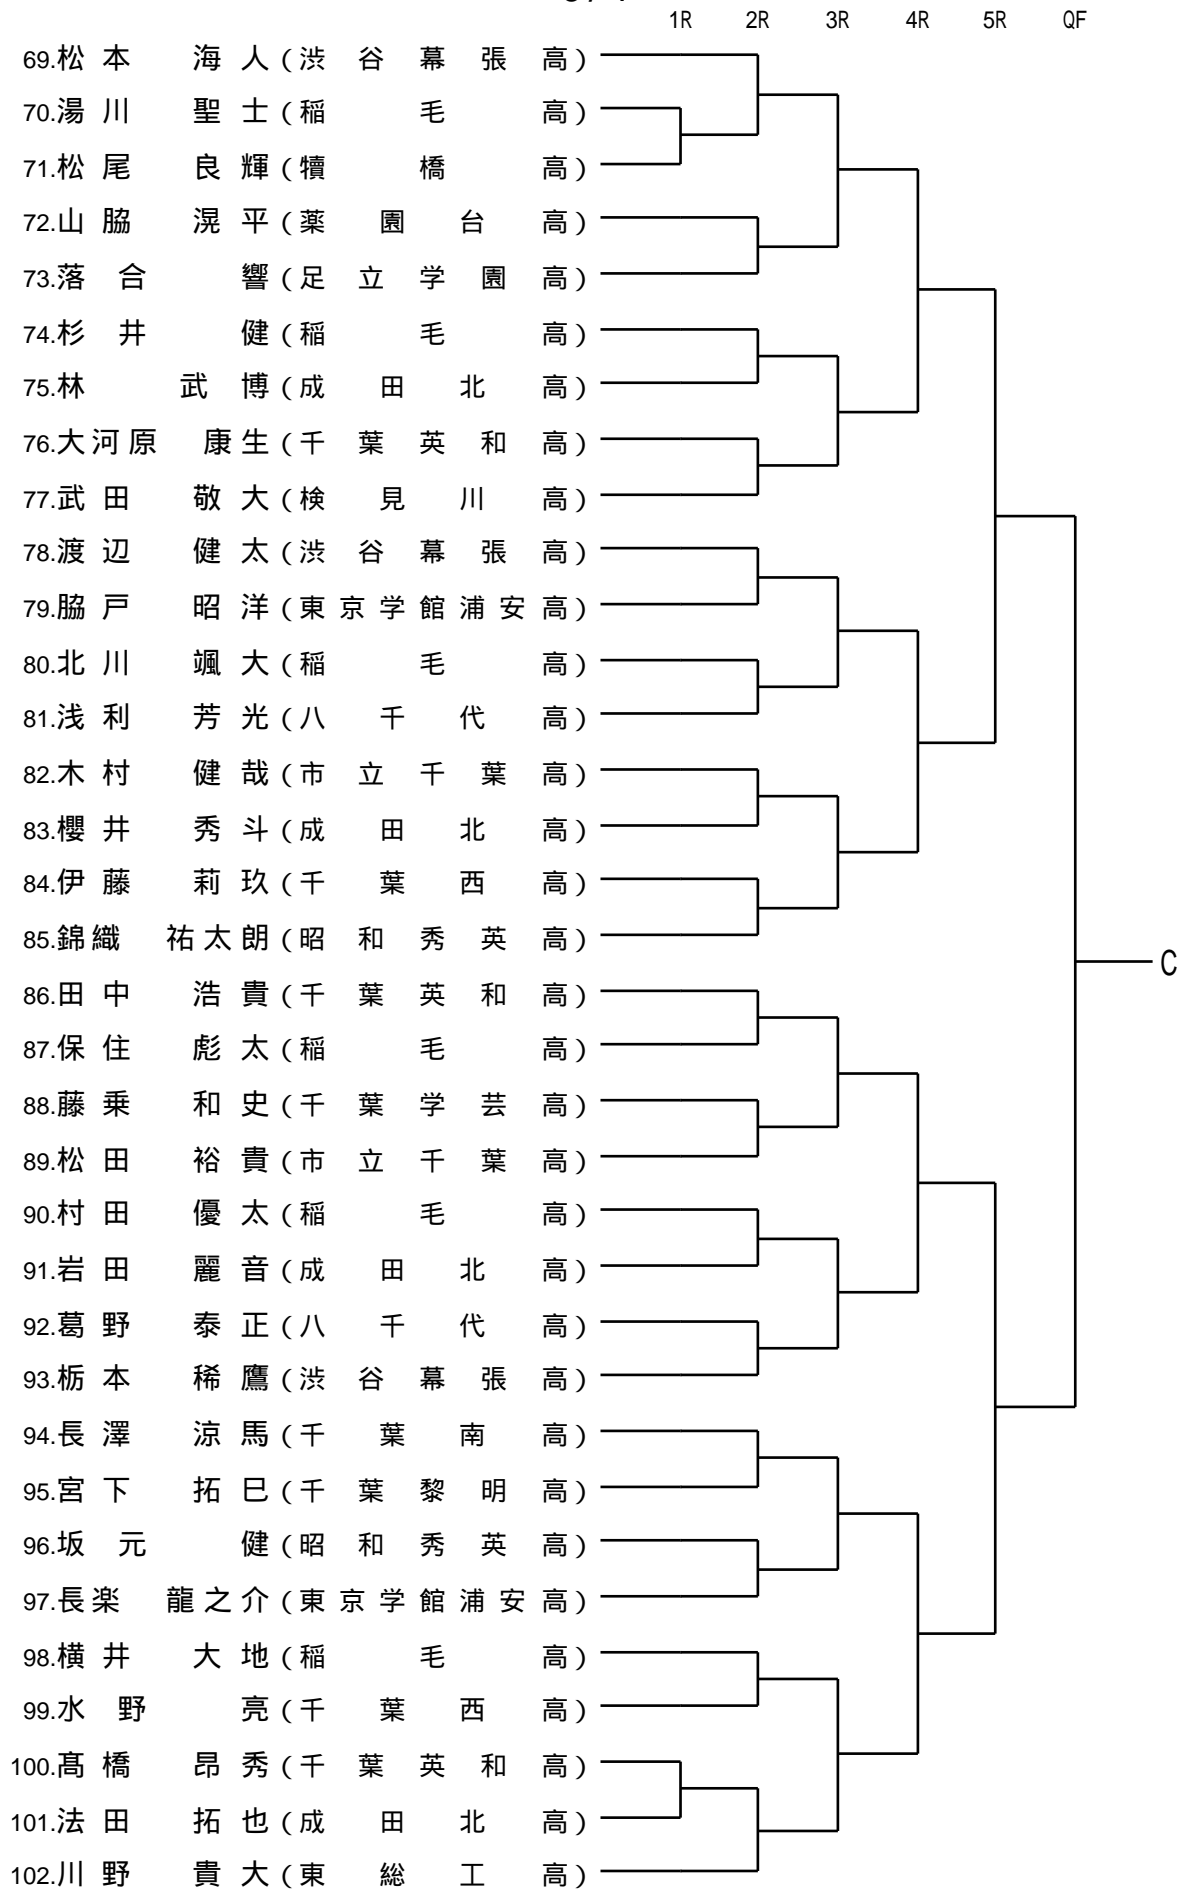 1R 2R 3R 4R 5R QF
69.松本 海人(渋谷幕張高)
70.湯川 聖士(稲毛高)
71.松尾 良輝(犢橋高)
72.山脇 滉平(薬園台高)
73.落合 響(足立学園高)
74.杉井 健(稲毛高)
75.林 武博(成田北高)
76.大河原 康生(千葉英和高)
77.武田 敬大(検見川高)
78.渡辺 健太(渋谷幕張高)
79.脇戸 昭洋(東京学館浦安高)
80.北川 颯大(稲毛高)
81.浅利 芳光(八千代高)
82.木村 健哉(市立千葉高)
83.櫻井 秀斗(成田北高)
84.伊藤 莉玖(千葉西高)
85.錦織 祐太朗(昭和秀英高)
C
86.田中 浩貴(千葉英和高)
87.保住 彪太(稲毛高)
88.藤乗 和史(千葉学芸高)
89.松田 裕貴(市立千葉高)
90.村田 優太(稲毛高)
91.岩田 麗音(成田北高)
92.葛野 泰正(八千代高)
93.栃本 稀鷹(渋谷幕張高)
94.長澤 涼馬(千葉南高)
95.宮下 拓巳(千葉黎明高)
96.坂元 健(昭和秀英高)
97.長楽 龍之介(東京学館浦安高)
98.横井 大地(稲毛高)
99.水野 亮(千葉西高)
100.髙橋 昂秀(千葉英和高)
101.法田 拓也(成田北高)
102.川野 貴大(東総工高)